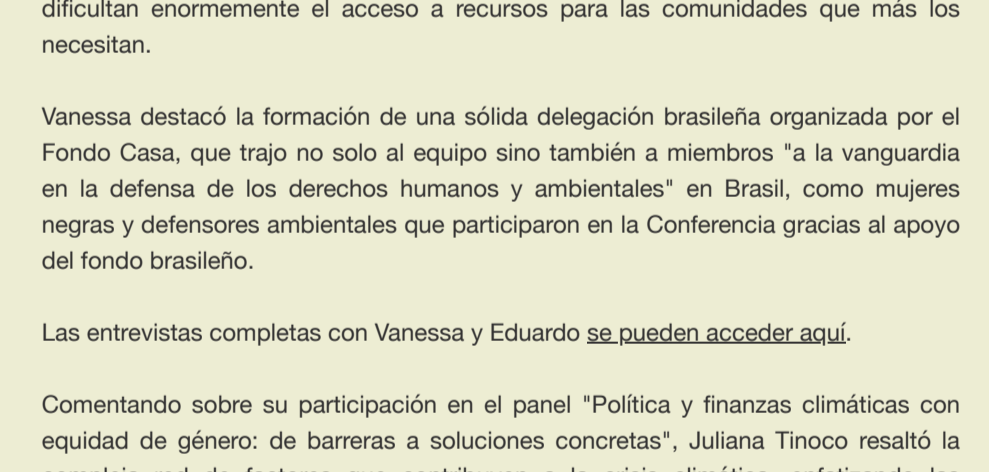 dificultan enormemente el acceso a recursos para las comunidades que más los
necesitan.
Vanessa destacó la formación de una sólida delegación brasileña organizada por el
Fondo Casa, que trajo no solo al equipo sino también a miembros "a la vanguardia
en la defensa de los derechos humanos y ambientales" en Brasil, como mujeres
negras y defensores ambientales que participaron en la Conferencia gracias al apoyo
del fondo brasileño.
Las entrevistas completas con Vanessa y Eduardo se pueden acceder aquí.
Comentando sobre su participación en el panel "Política y finanzas climáticas con
equidad de género: de barreras a soluciones concretas", Juliana Tinoco resaltó la